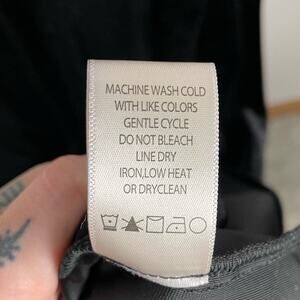 MACHINE WASH COLD
WITH LIKE COLORS
GENTLE CYCLE
DO NOT BLEACH
LINE DRY
IRON,LOW HEAT
OR DRYCLEAN